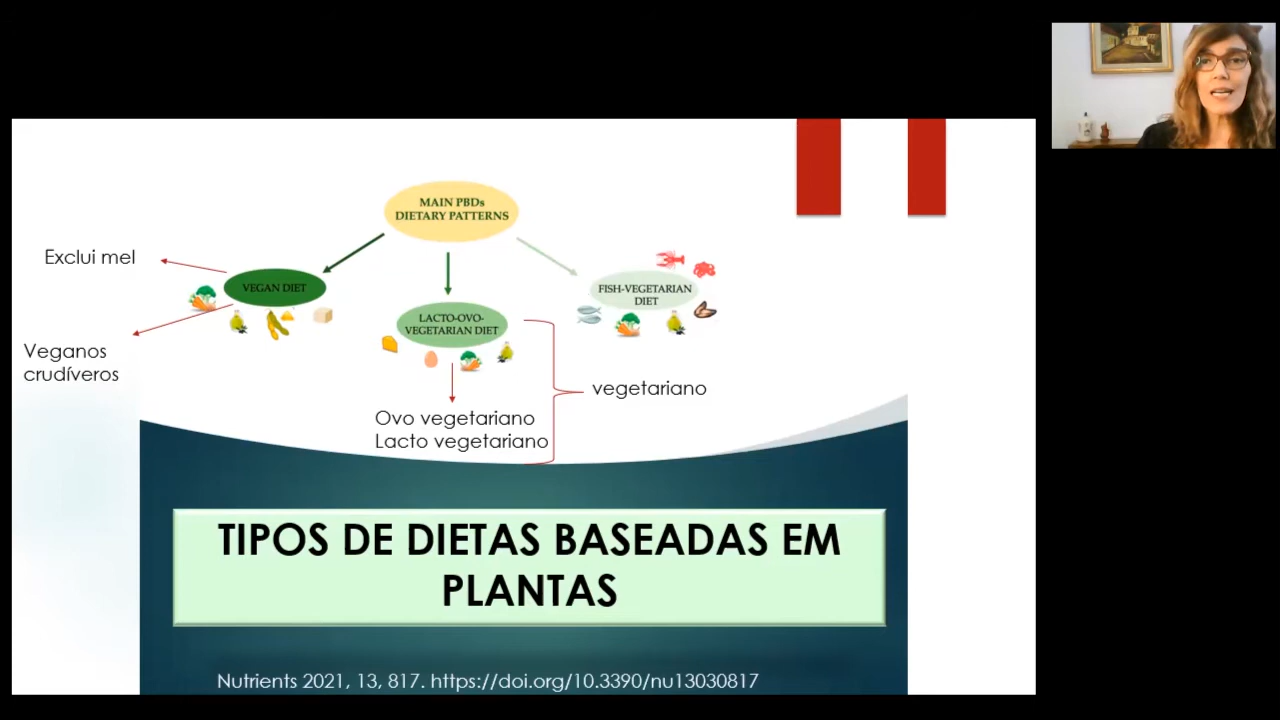 MAIN PBDs
DIETARY PATTERNS
Exclui mel
VEGAN DIET
FISH-VEGETARIAN
DIET
LACTO-OVO-
VEGETARIAN DIET
Veganos
crudíveros
vegetariano
Ovo vegetariano
Lacto vegetariano
TIPOS DE DIETAS BASEADAS EM
PLANTAS
Nutrients 2021, 13, 817. https://doi.org/10.3390/nu13030817